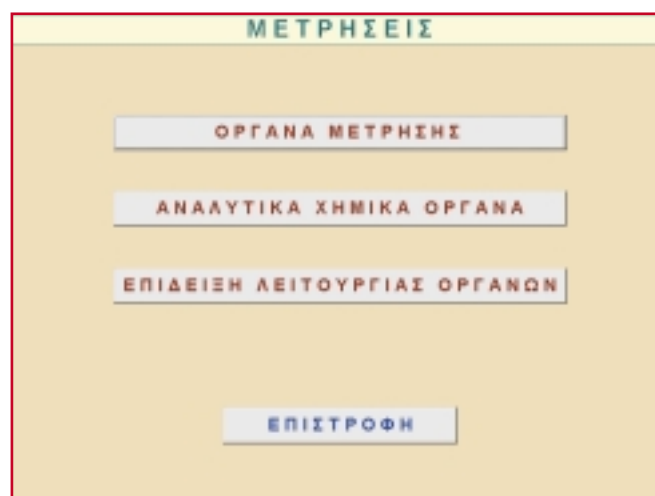 ΜΕΤΡΗΣΕΙΣ
ΟΡΓΑΝΑ ΜΕΤΡΗΣΗΣ
ΑΝΑΛΥΤΙΚΑ ΧΗΜΙΚΑ ΟΡΓΑΝΑ
ΕΠΙΔΕΙΞΗ ΛΕΙΤΟΥΡΓΙΑΣ ΟΡΓΑΝΩΝ
ΕΠΙΣΤΡΟΦΗ